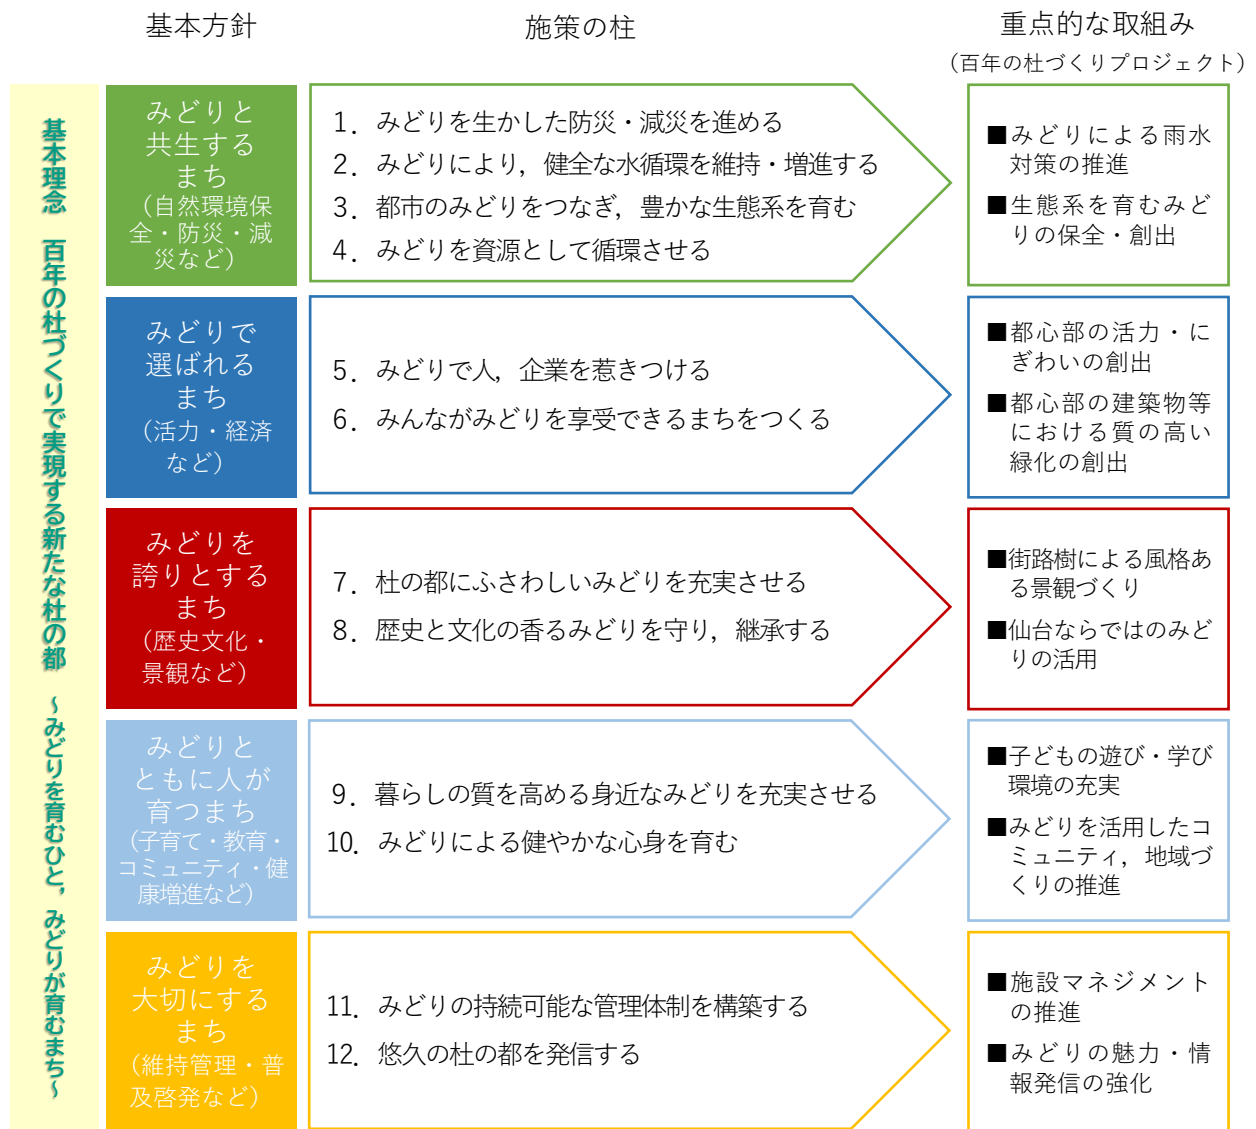 基本方針
施策の柱
重点的な取組み
（百年の杜づくりプロジェクト）
基本理念　百年の杜づくりで実現する新たな杜の都　～みどりを育むひと，みどりが育むまち～
みどりと
共生する
まち
（自然環境保
全・防災・減
災など）
1．みどりを生かした防災・減災を進める
2．みどりにより，健全な水循環を維持・増進する
3．都市のみどりをつなぎ，豊かな生態系を育む
4．みどりを資源として循環させる
■みどりによる雨水
対策の推進
■生態系を育むみど
りの保全・創出
みどりで
選ばれる
まち
（活力・経済
など）
5．みどりで人，企業を惹きつける
6．みんながみどりを享受できるまちをつくる
■都心部の活力・に
ぎわいの創出
■都心部の建築物等
における質の高い
緑化の創出
みどりを
誇りとする
まち
（歴史文化・
景観など）
7．杜の都にふさわしいみどりを充実させる
8．歴史と文化の香るみどりを守り，継承する
■街路樹による風格あ
る景観づくり
■仙台ならではのみど
りの活用
みどりと
ともに人が
育つまち
（子育て・教育・
コミュニティ・健
康増進など）
9．暮らしの質を高める身近なみどりを充実させる
10．みどりによる健やかな心身を育む
■子どもの遊び・学び
環境の充実
■みどりを活用したコ
ミュニティ，地域づ
くりの推進
みどりを
大切にする
まち
（維持管理・普
及啓発など）
11．みどりの持続可能な管理体制を構築する
12．悠久の杜の都を発信する
■施設マネジメント
の推進
■みどりの魅力・情
報発信の強化